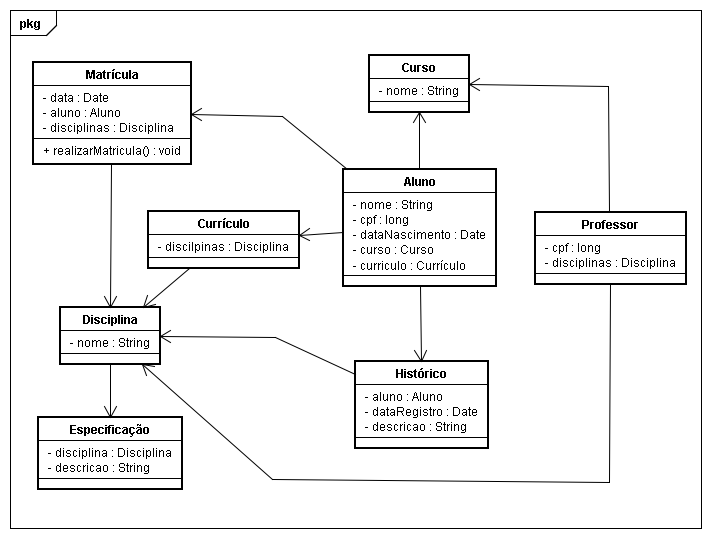 pkg
Matrícula
- data : Date
- aluno : Aluno
- disciplinas : Disciplina
+ realizarMatricula() : void
Curso
- nome : String
Aluno
- nome : String
- cpf : long
- dataNascimento : Date
- curso : Curso
- curriculo : Currículo
Currículo
- discilpinas : Disciplina
Professor
- cpf : long
- disciplinas : Disciplina
Disciplina
- nome : String
Histórico
- aluno : Aluno
- dataRegistro : Date
- descricao : String
Especificação
- disciplina : Disciplina
- descricao : String